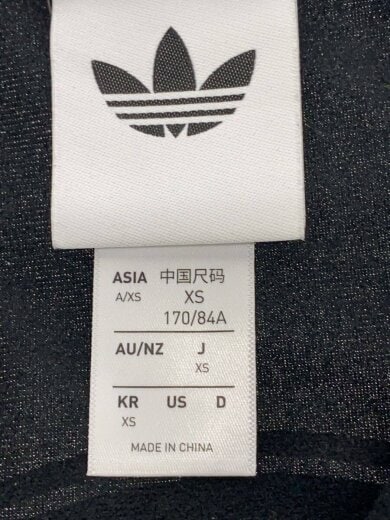 ASIA 中国尺码
A/XS XS
170/84A
AU/NZ J
XS
KR US D
XS
MADE IN CHINA